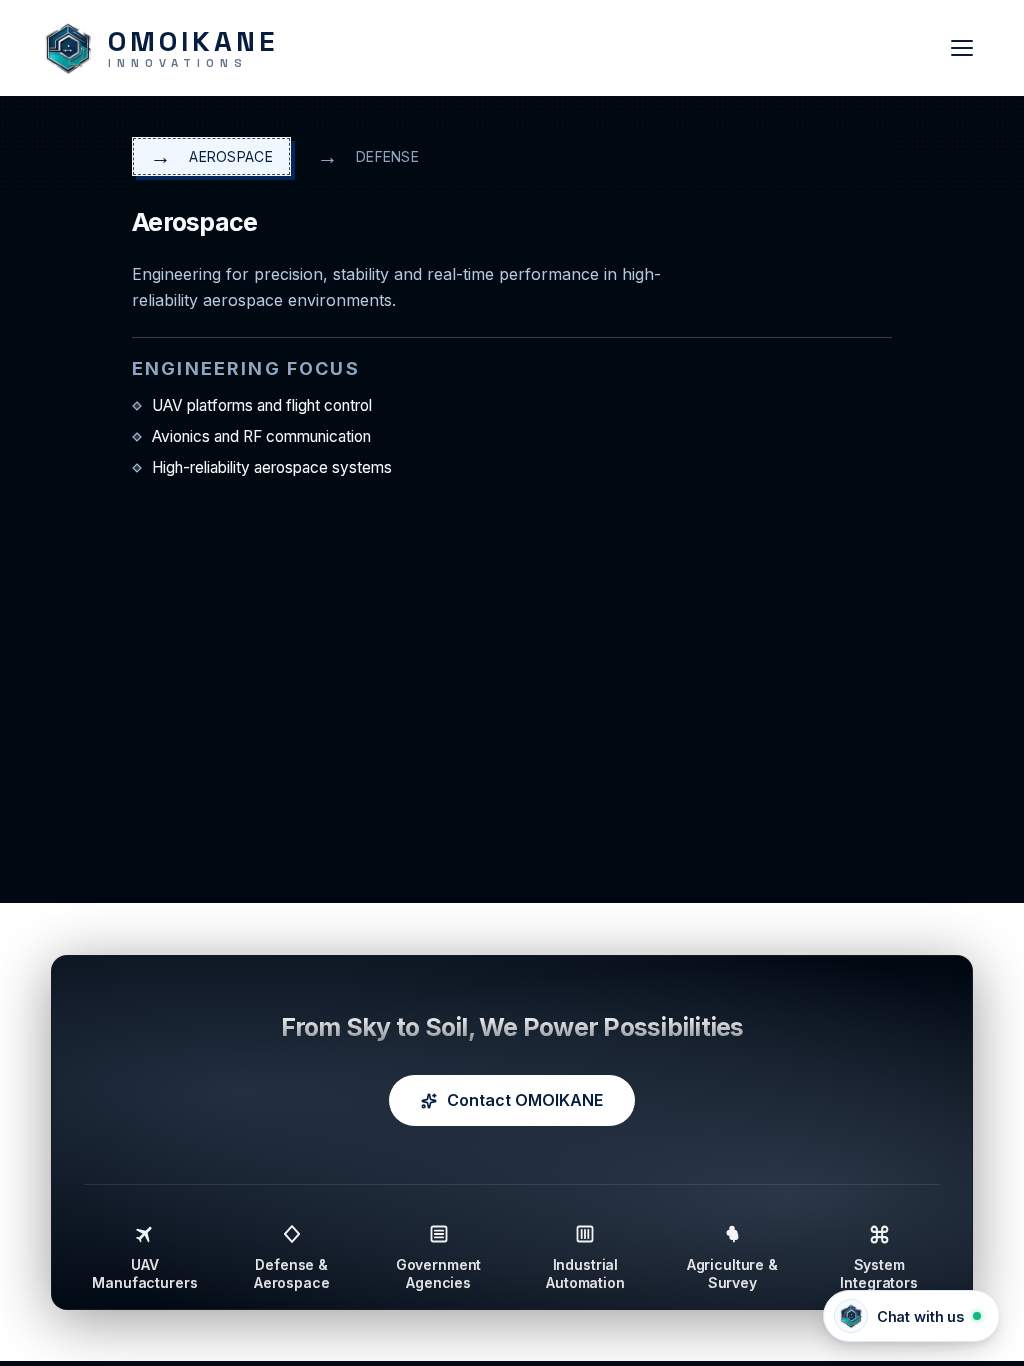 OMOIKANE
INNOVATIONS
→ AEROSPACE → DEFENSE
Aerospace
Engineering for precision, stability and real-time performance in high-
reliability aerospace environments.
ENGINEERING FOCUS
UAV platforms and flight control
Avionics and RF communication
High-reliability aerospace systems
From Sky to Soil, We Power Possibilities
Contact OMOIKANE
UAV
Manufacturers
Defense &
Aerospace
Government
Agencies
Industrial
Automation
Agriculture &
Survey
System
Integrators
Chat with us